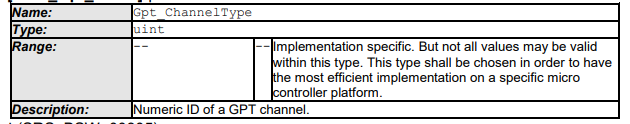 Name: Gpt_ChannelType
Type: uint
Range: -- -- Implementation specific. But not all values may be valid
within this type. This type shall be chosen in order to have
the most efficient implementation on a specific micro
controller platform.
Description: Numeric ID of a GPT channel.